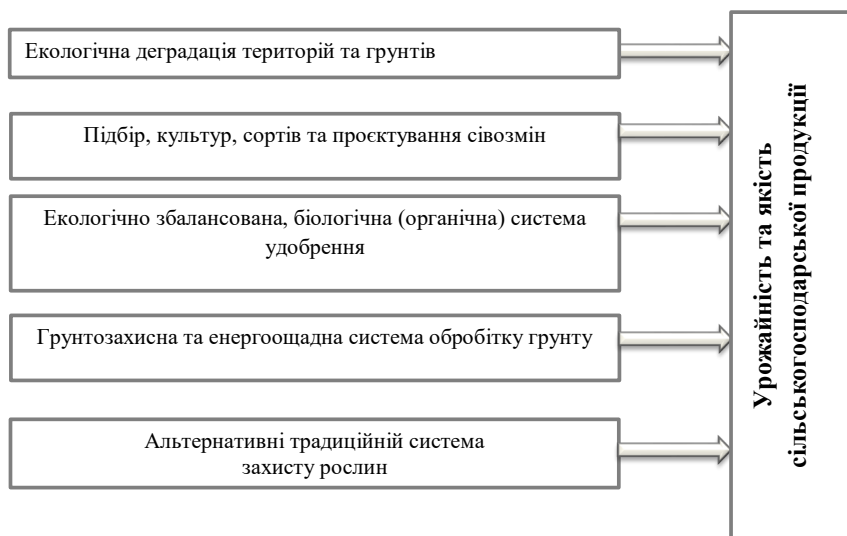 Екологічна деградація територій та грунтів
Підбір, культур, сортів та проєктування сівозмін
Екологічно збалансована, біологічна (органічна) система
удобрення
Грунтозахисна та енергоощадна система обробітку грунту
Альтернативні традиційній система
захисту рослин
Урожайність та якість
сільськогосподарської продукції